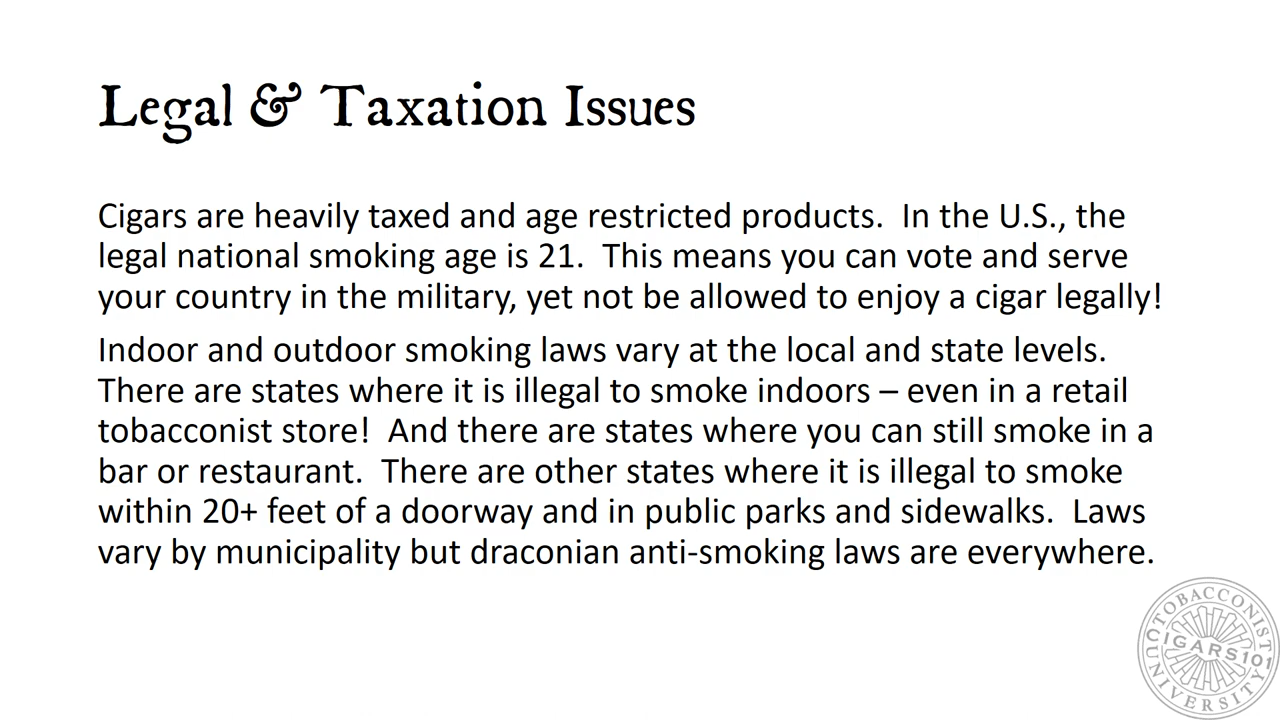 Legal & Taxation Issues
Cigars are heavily taxed and age restricted products.  In the U.S., the
legal national smoking age is 21.  This means you can vote and serve
your country in the military, yet not be allowed to enjoy a cigar legally!
Indoor and outdoor smoking laws vary at the local and state levels.
There are states where it is illegal to smoke indoors – even in a retail
tobacconist store!  And there are states where you can still smoke in a
bar or restaurant.  There are other states where it is illegal to smoke
within 20+ feet of a doorway and in public parks and sidewalks.  Laws
vary by municipality but draconian anti-smoking laws are everywhere.
TOBACCONIST
CIGARS101
UNIVERSITY